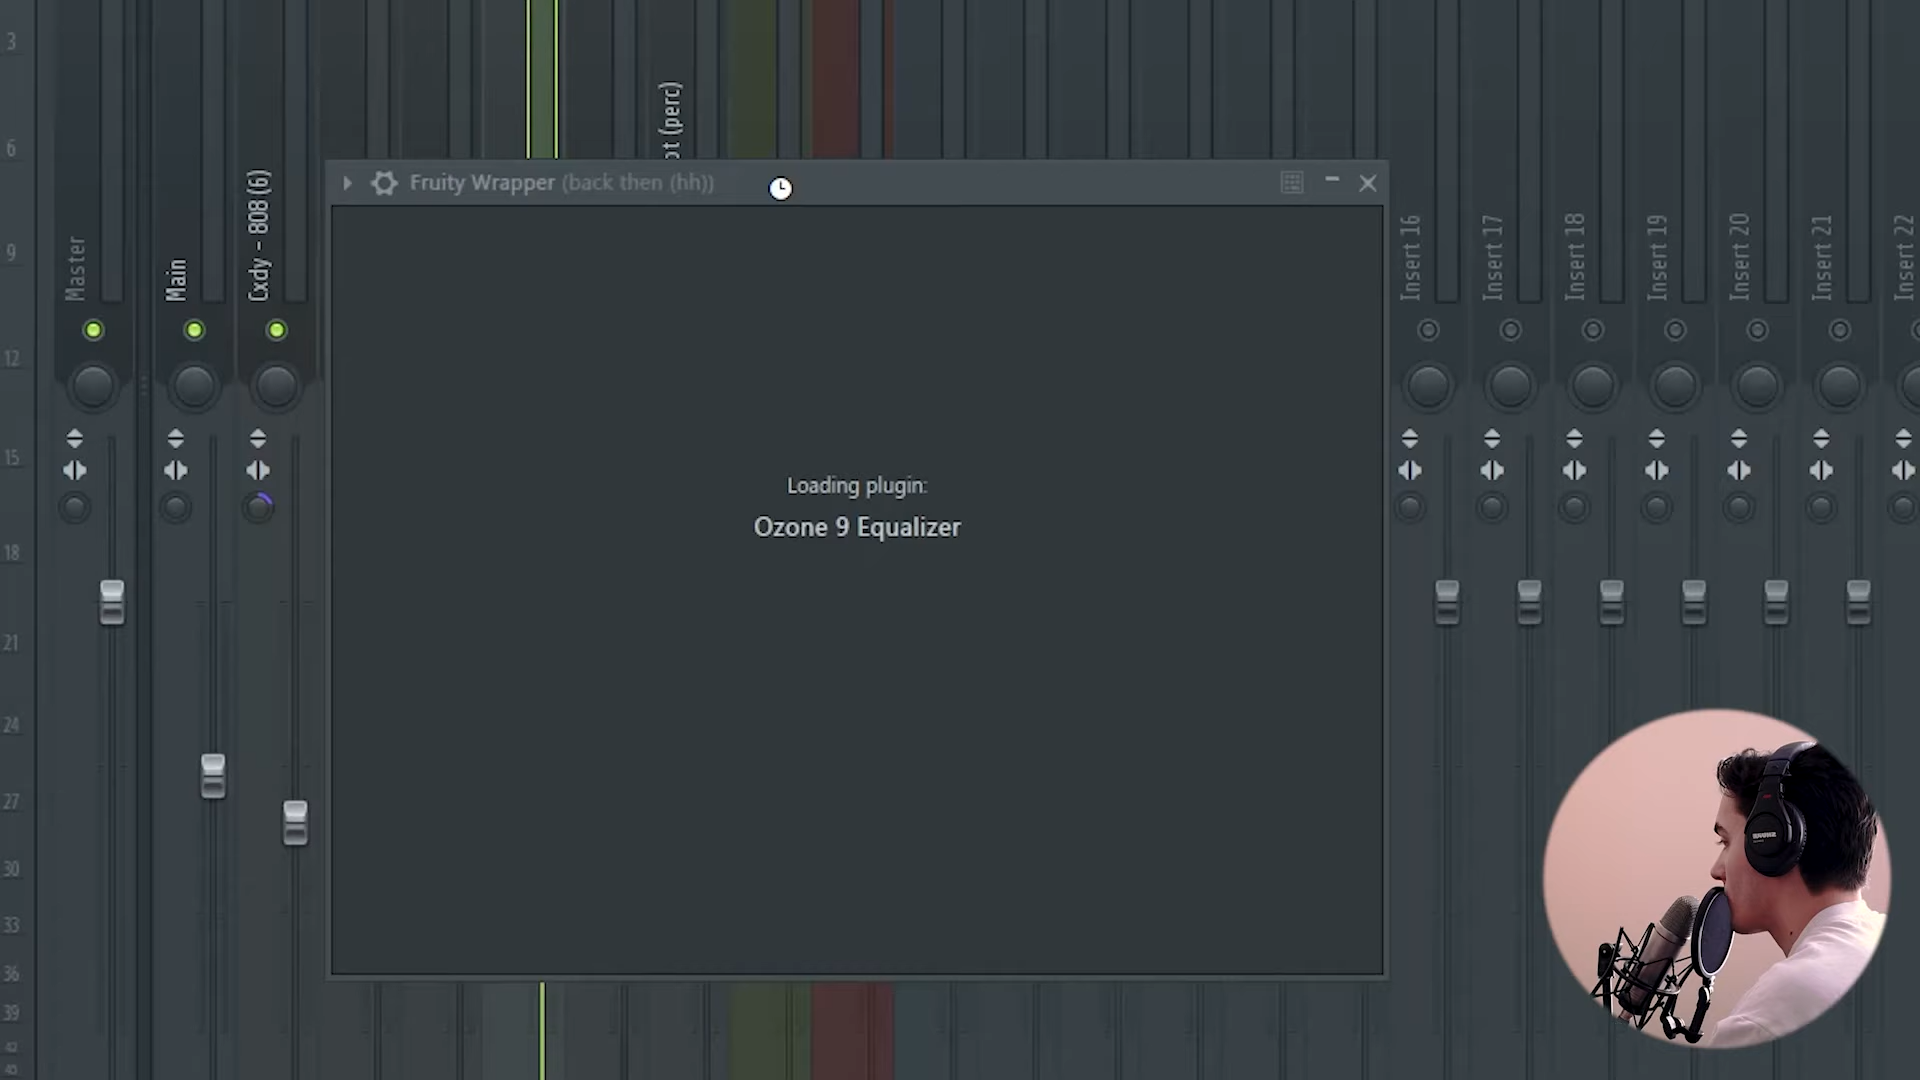 3
6
9
12
15
18
21
24
27
30
33
36
39
42
Master
Main
Cxdy - 808 (6)
ot (perc)
Fruity Wrapper (back then (hh))
Loading plugin:
Ozone 9 Equalizer
Insert 16
Insert 17
Insert 18
Insert 19
Insert 20
Insert 21
Insert 22